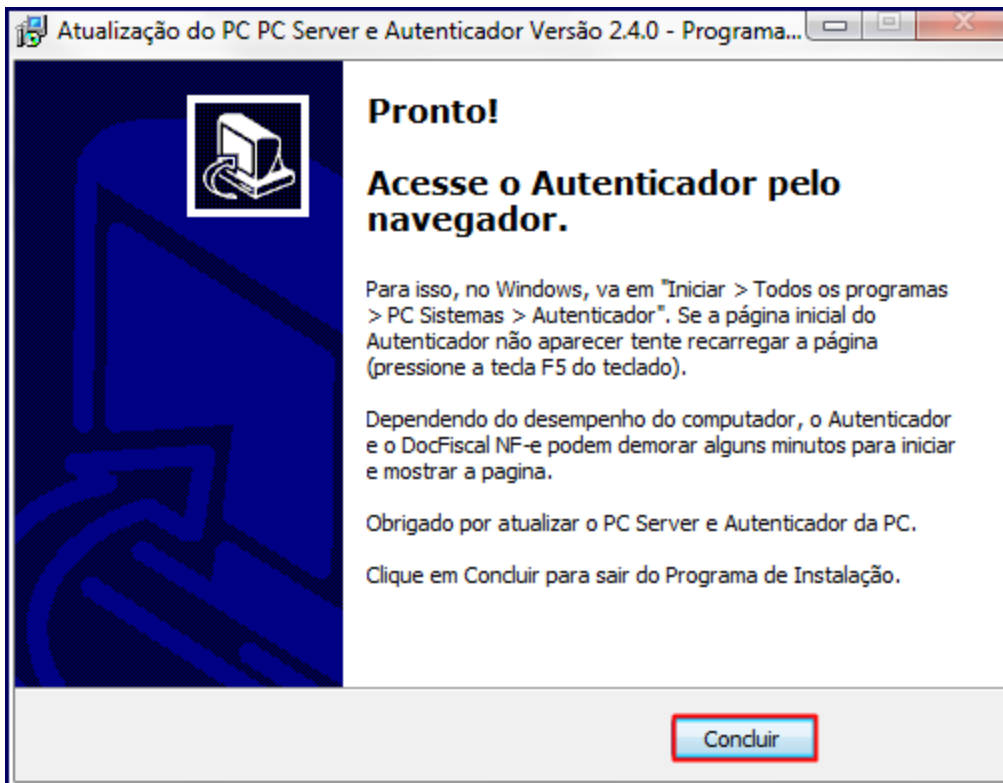 Atualização do PC PC Server e Autenticador Versão 2.4.0 - Programa...
Pronto!
Acesse o Autenticador pelo
navegador.
Para isso, no Windows, va em "Iniciar > Todos os programas
> PC Sistemas > Autenticador". Se a página inicial do
Autenticador não aparecer tente recarregar a página
(pressione a tecla F5 do teclado).
Dependendo do desempenho do computador, o Autenticador
e o DocFiscal NF-e podem demorar alguns minutos para iniciar
e mostrar a pagina.
Obrigado por atualizar o PC Server e Autenticador da PC.
Clique em Concluir para sair do Programa de Instalação.
Concluir